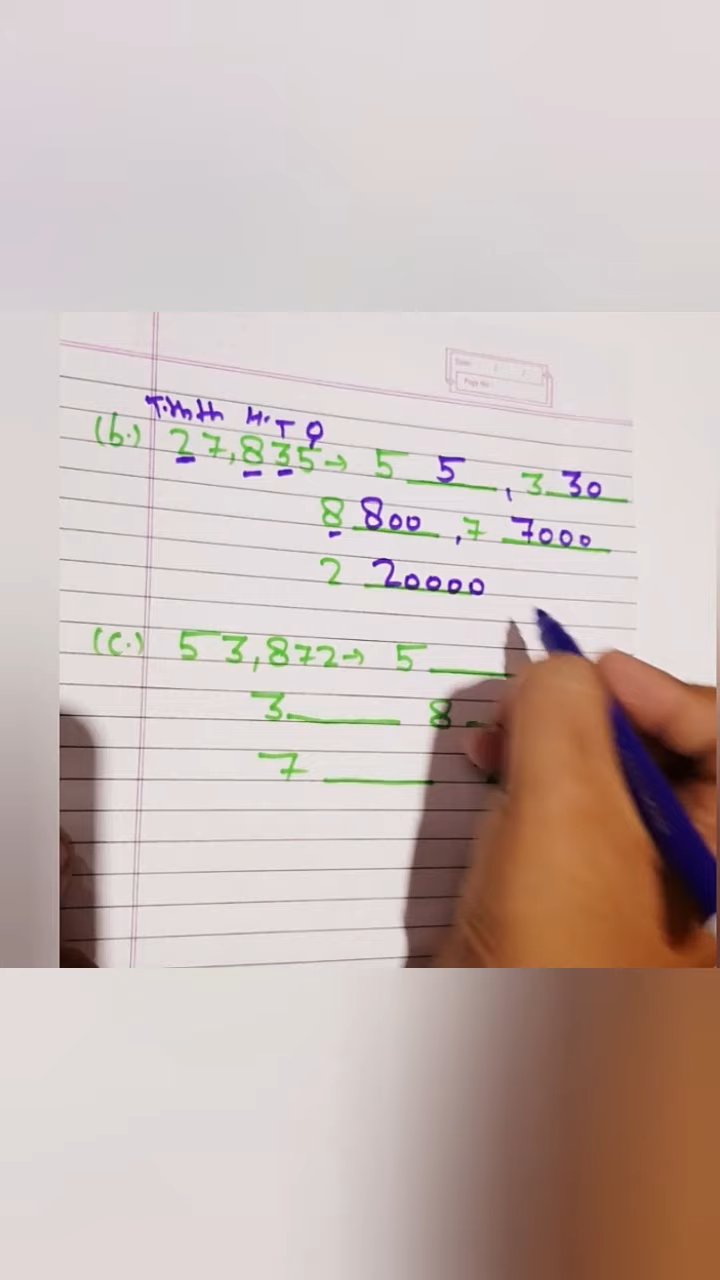 T.Th Th H. T O
(b.) 27,835→ 5 5, 3 30
8 800, 7 7000
2 20000
(c.) 53,872→ 5
3 8
7